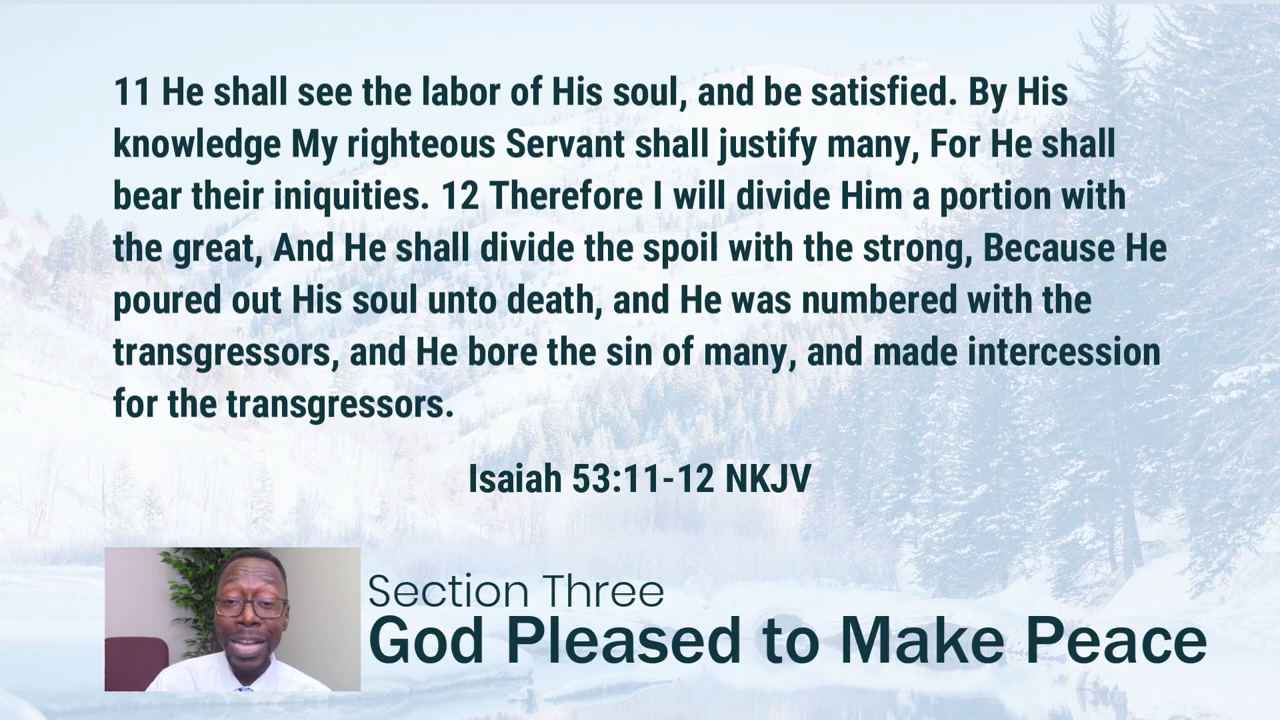 11 He shall see the labor of His soul, and be satisfied. By His
knowledge My righteous Servant shall justify many, For He shall
bear their iniquities. 12 Therefore I will divide Him a portion with
the great, And He shall divide the spoil with the strong, Because He
poured out His soul unto death, and He was numbered with the
transgressors, and He bore the sin of many, and made intercession
for the transgressors.
Isaiah 53:11-12 NKJV
Section Three
God Pleased to Make Peace